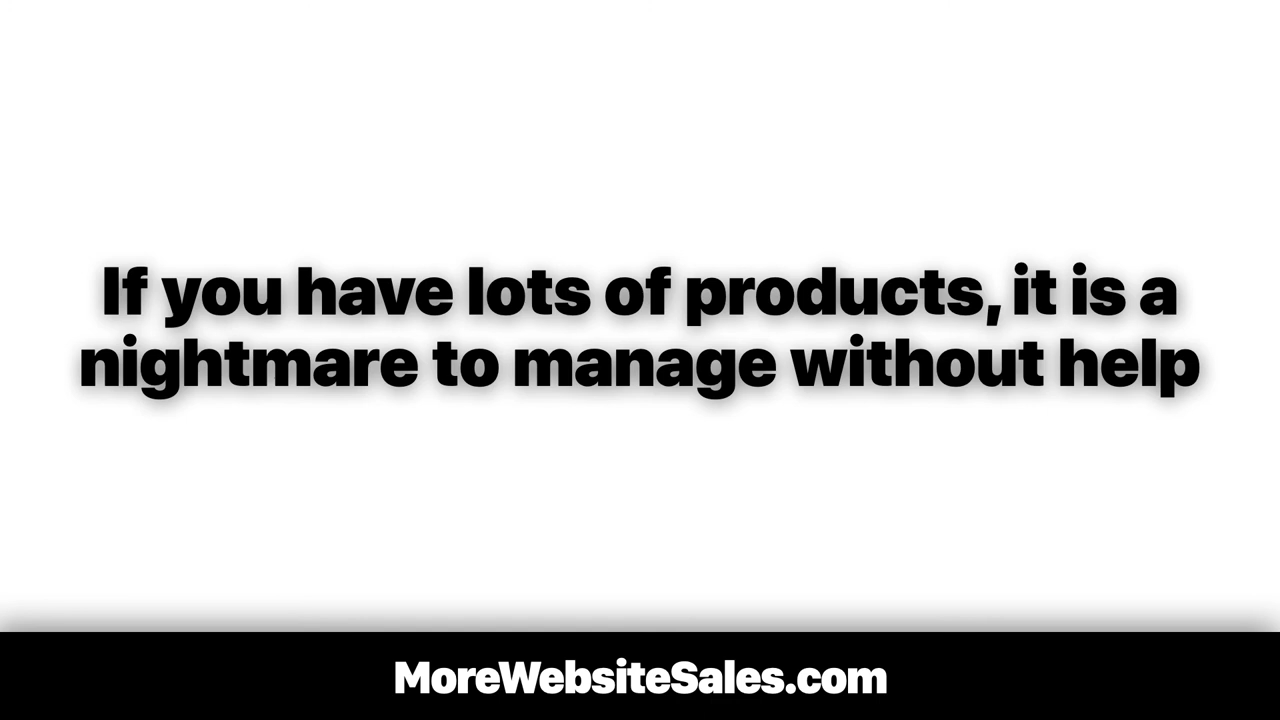 If you have lots of products, it is a
nightmare to manage without help
MoreWebsiteSales.com